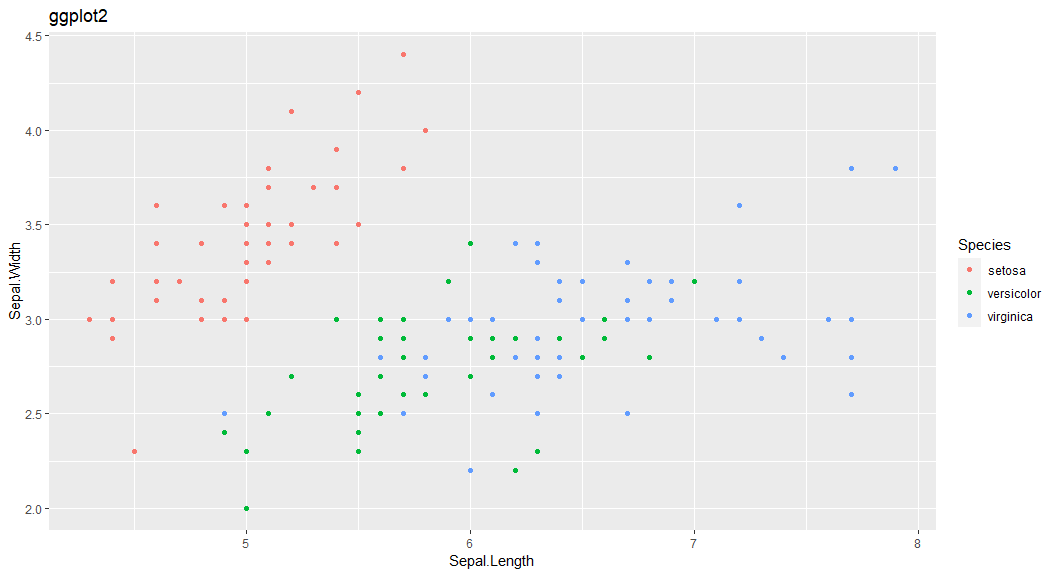 ggplot2
4.5
4.0
3.5
3.0
2.5
2.0
Sepal.Width
5 6 7 8
Sepal.Length
Species
setosa
versicolor
virginica